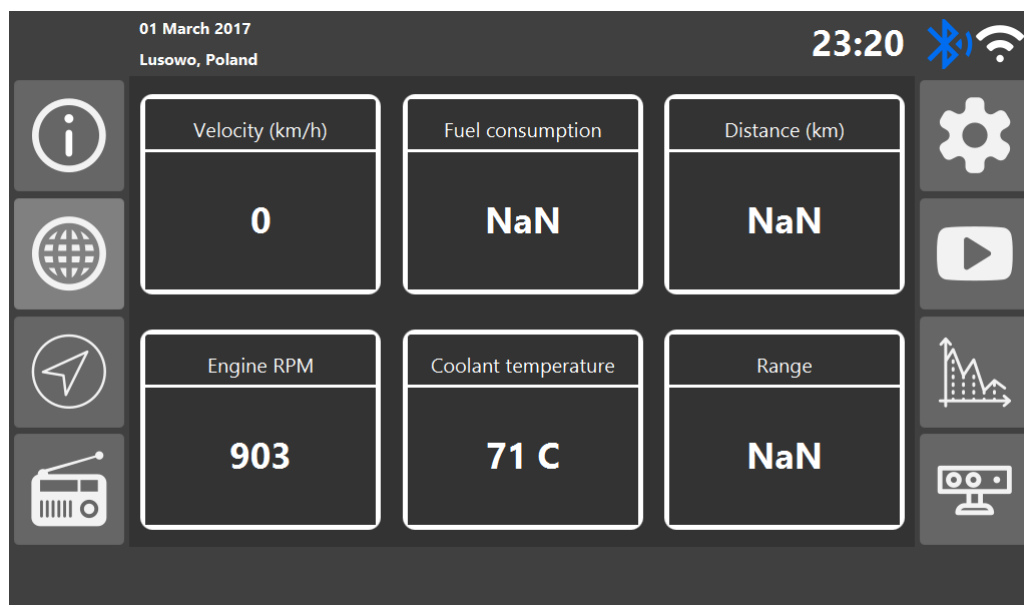 01 March 2017
Lusowo, Poland
23:20
Velocity (km/h)
Fuel consumption
Distance (km)
0
NaN
NaN
Engine RPM
Coolant temperature
Range
903
71 C
NaN